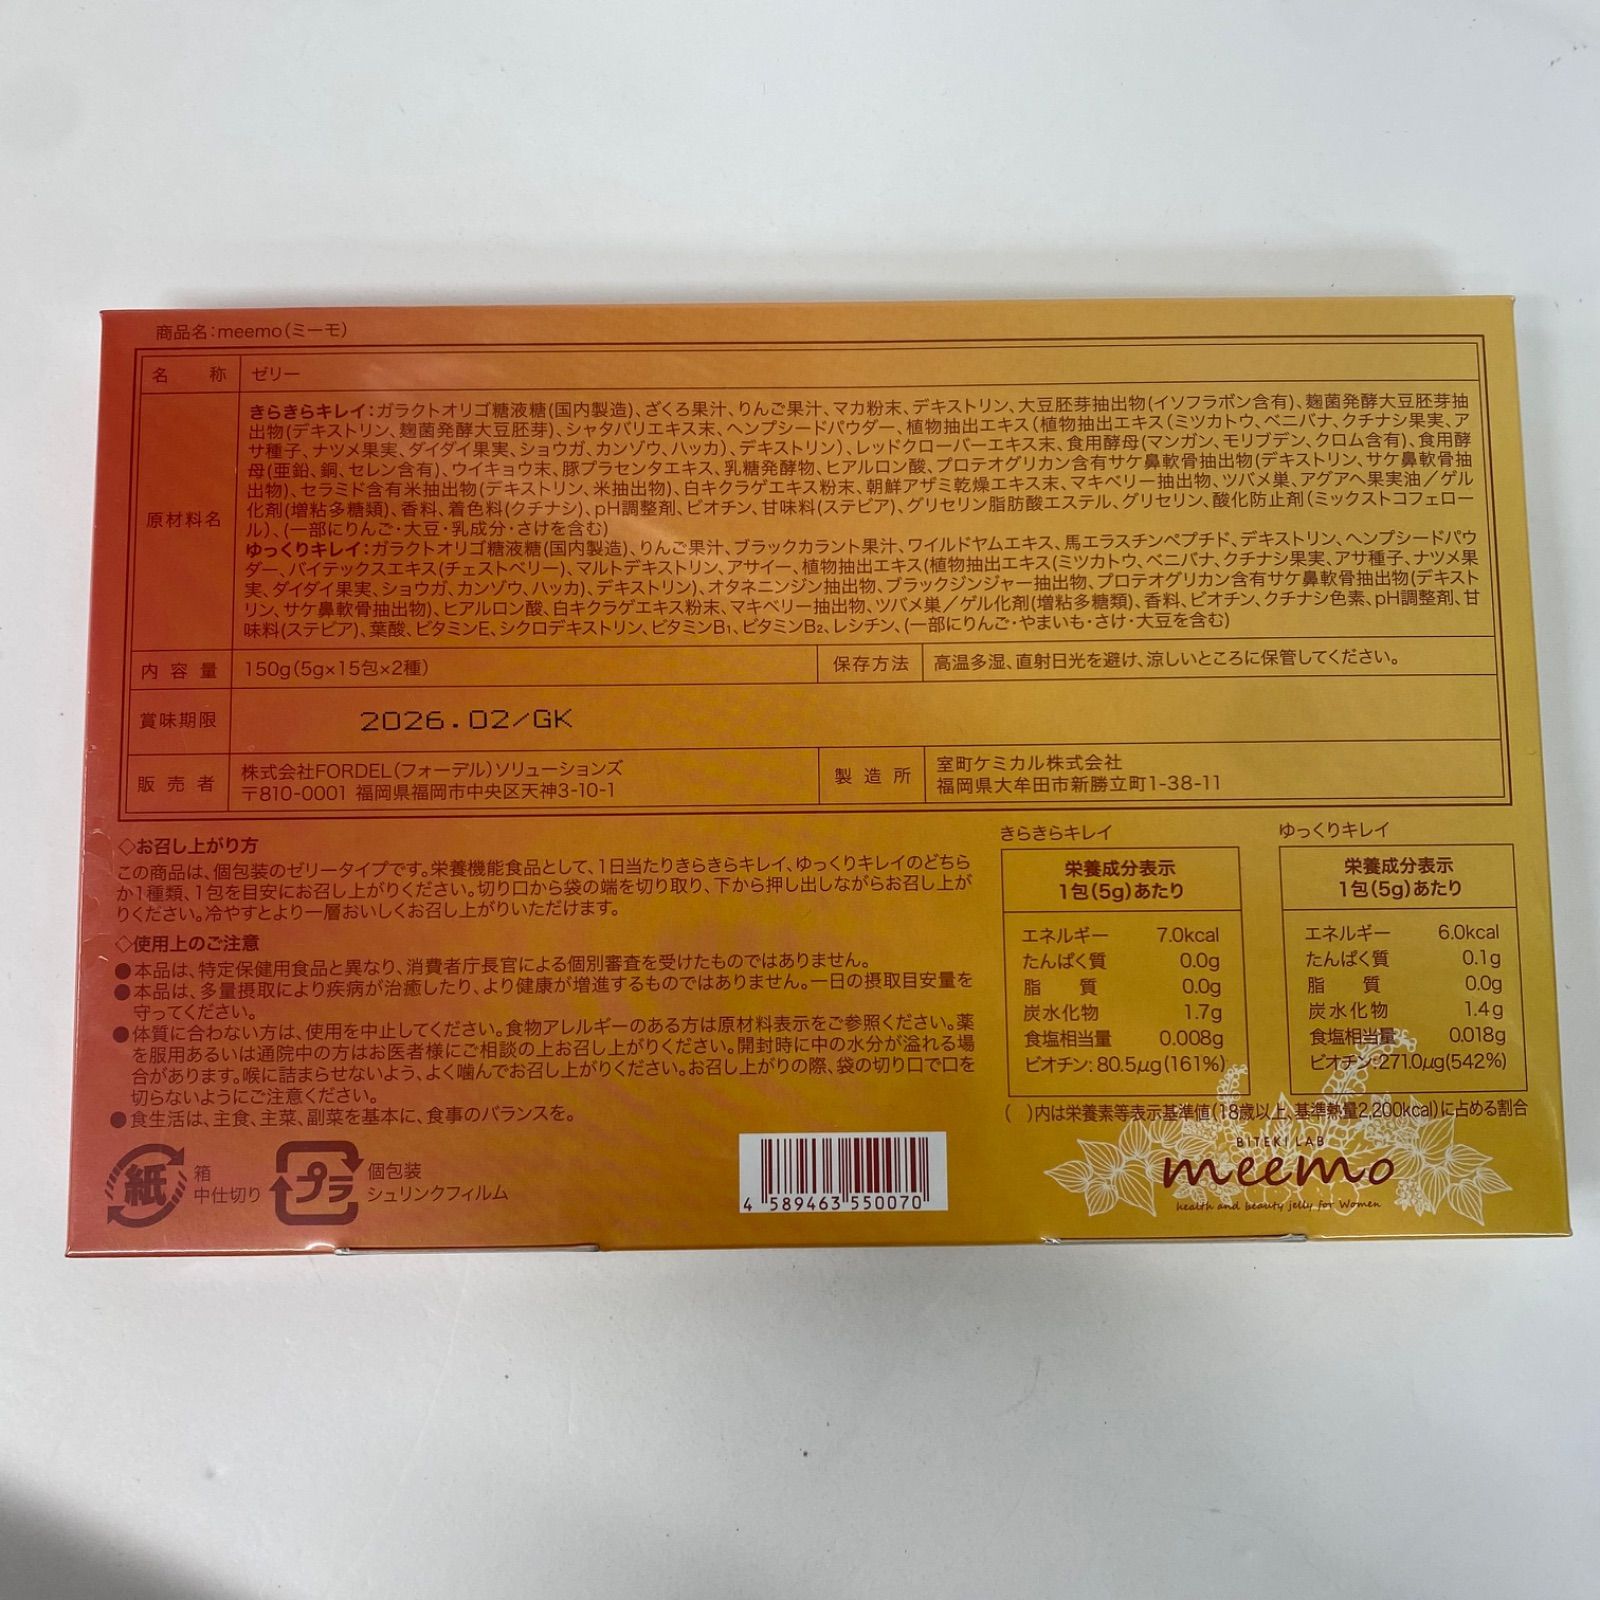 商品名:meemo(ミーモ)
名 称 ゼリー
原材料名
きらきらキレイ:ガラクトオリゴ糖液糖(国内製造)、ざくろ果汁、りんご果汁、マカ粉末、デキストリン、大豆胚芽抽出物(イソフラボン含有)、麹菌発酵大豆胚芽抽
出物(デキストリン、麹菌発酵大豆胚芽)、シャタバリエキス末、ヘンプシードパウダー、植物抽出エキス(植物抽出エキス(ミツカトウ、ベニバナ、クチナシ果実、ア
サ種子、ナツメ果実、ダイダイ果実、ショウガ、カンゾウ、ハッカ)、デキストリン)、レッドクローバーエキス末、食用酵母(マンガン、モリブデン、クロム含有)、食用酵
母(亜鉛、銅、セレン含有)、ウイキョウ末、豚プラセンタエキス、乳糖発酵物、ヒアルロン酸、プロテオグリカン含有サケ鼻軟骨抽出物(デキストリン、サケ鼻軟骨抽
出物)、セラミド含有米抽出物(デキストリン、米抽出物)、白キクラゲエキス粉末、朝鮮アザミ乾燥エキス末、マキベリー抽出物、ツバメ巣、アグアヘ果実油/ゲル
化剤(増粘多糖類)、香料、着色料(クチナシ)、pH調整剤、ビオチン、甘味料(ステビア)、グリセリン脂肪酸エステル、グリセリン、酸化防止剤(ミックストコフェロー
ル)、(一部にりんご・大豆・乳成分・さけを含む)
ゆっくりキレイ:ガラクトオリゴ糖液糖(国内製造)、りんご果汁、ブラックカラント果汁、ワイルドヤムエキス、馬エラスチンペプチド、デキストリン、ヘンプシードパウ
ダー、バイテックスエキス(チェストベリー)、マルトデキストリン、アサイー、植物抽出エキス(植物抽出エキス(ミツカトウ、ベニバナ、クチナシ果実、アサ種子、ナツメ果
実、ダイダイ果実、ショウガ、カンゾウ、ハッカ)、デキストリン)、オタネニンジン抽出物、ブラックジンジャー抽出物、プロテオグリカン含有サケ鼻軟骨抽出物(デキスト
リン、サケ鼻軟骨抽出物)、ヒアルロン酸、白キクラゲエキス粉末、マキベリー抽出物、ツバメ巣/ゲル化剤(増粘多糖類)、香料、ビオチン、クチナシ色素、pH調整剤、甘
味料(ステビア)、葉酸、ビタミンE、シクロデキストリン、ビタミンB₁、ビタミンB₂、レシチン、(一部にりんご・やまいも・さけ・大豆を含む)
内容量 150g(5g×15包×2種) 保存方法 高温多湿、直射日光を避け、涼しいところに保管してください。
賞味期限 2026.02/GK
販売者 株式会社FORDEL(フォーデル)ソリューションズ
〒810-0001 福岡県福岡市中央区天神3-10-1
製造所 室町ケミカル株式会社
福岡県大牟田市新勝立町1-38-11
◇お召し上がり方
この商品は、個包装のゼリータイプです。栄養機能食品として、1日当たりきらきらキレイ、ゆっくりキレイのどちら
か1種類、1包を目安にお召し上がりください。切り口から袋の端を切り取り、下から押し出しながらお召し上が
りください。冷やすとより一層おいしくお召し上がりいただけます。
◇使用上のご注意
●本品は、特定保健用食品と異なり、消費者庁長官による個別審査を受けたものではありません。
●本品は、多量摂取により疾病が治癒したり、より健康が増進するものではありません。一日の摂取目安量を
守ってください。
●体質に合わない方は、使用を中止してください。食物アレルギーのある方は原材料表示をご参照ください。薬
を服用あるいは通院中の方はお医者様にご相談の上お召し上がりください。開封時に中の水分が溢れる場
合があります。喉に詰まらせないよう、よく噛んでお召し上がりください。お召し上がりの際、袋の切り口で口を
切らないようにご注意ください。
●食生活は、主食、主菜、副菜を基本に、食事のバランスを。
きらきらキレイ
栄養成分表示
1包(5g)あたり
エネルギー 7.0kcal
たんぱく質 0.0g
脂 質 0.0g
炭水化物 1.7g
食塩相当量 0.008g
ビオチン:80.5μg(161%)
ゆっくりキレイ
栄養成分表示
1包(5g)あたり
エネルギー 6.0kcal
たんぱく質 0.1g
脂 質 0.0g
炭水化物 1.4g
食塩相当量 0.018g
ビオチン:271.0μg(542%)
( )内は栄養素等表示基準値(18歳以上、基準熱量2,200kcal)に占める割合
紙
箱
中仕切り
プラ
個包装
シュリンクフィルム
4 589463 550070
BITEKI LAB
meemo
health and beauty jelly for Women